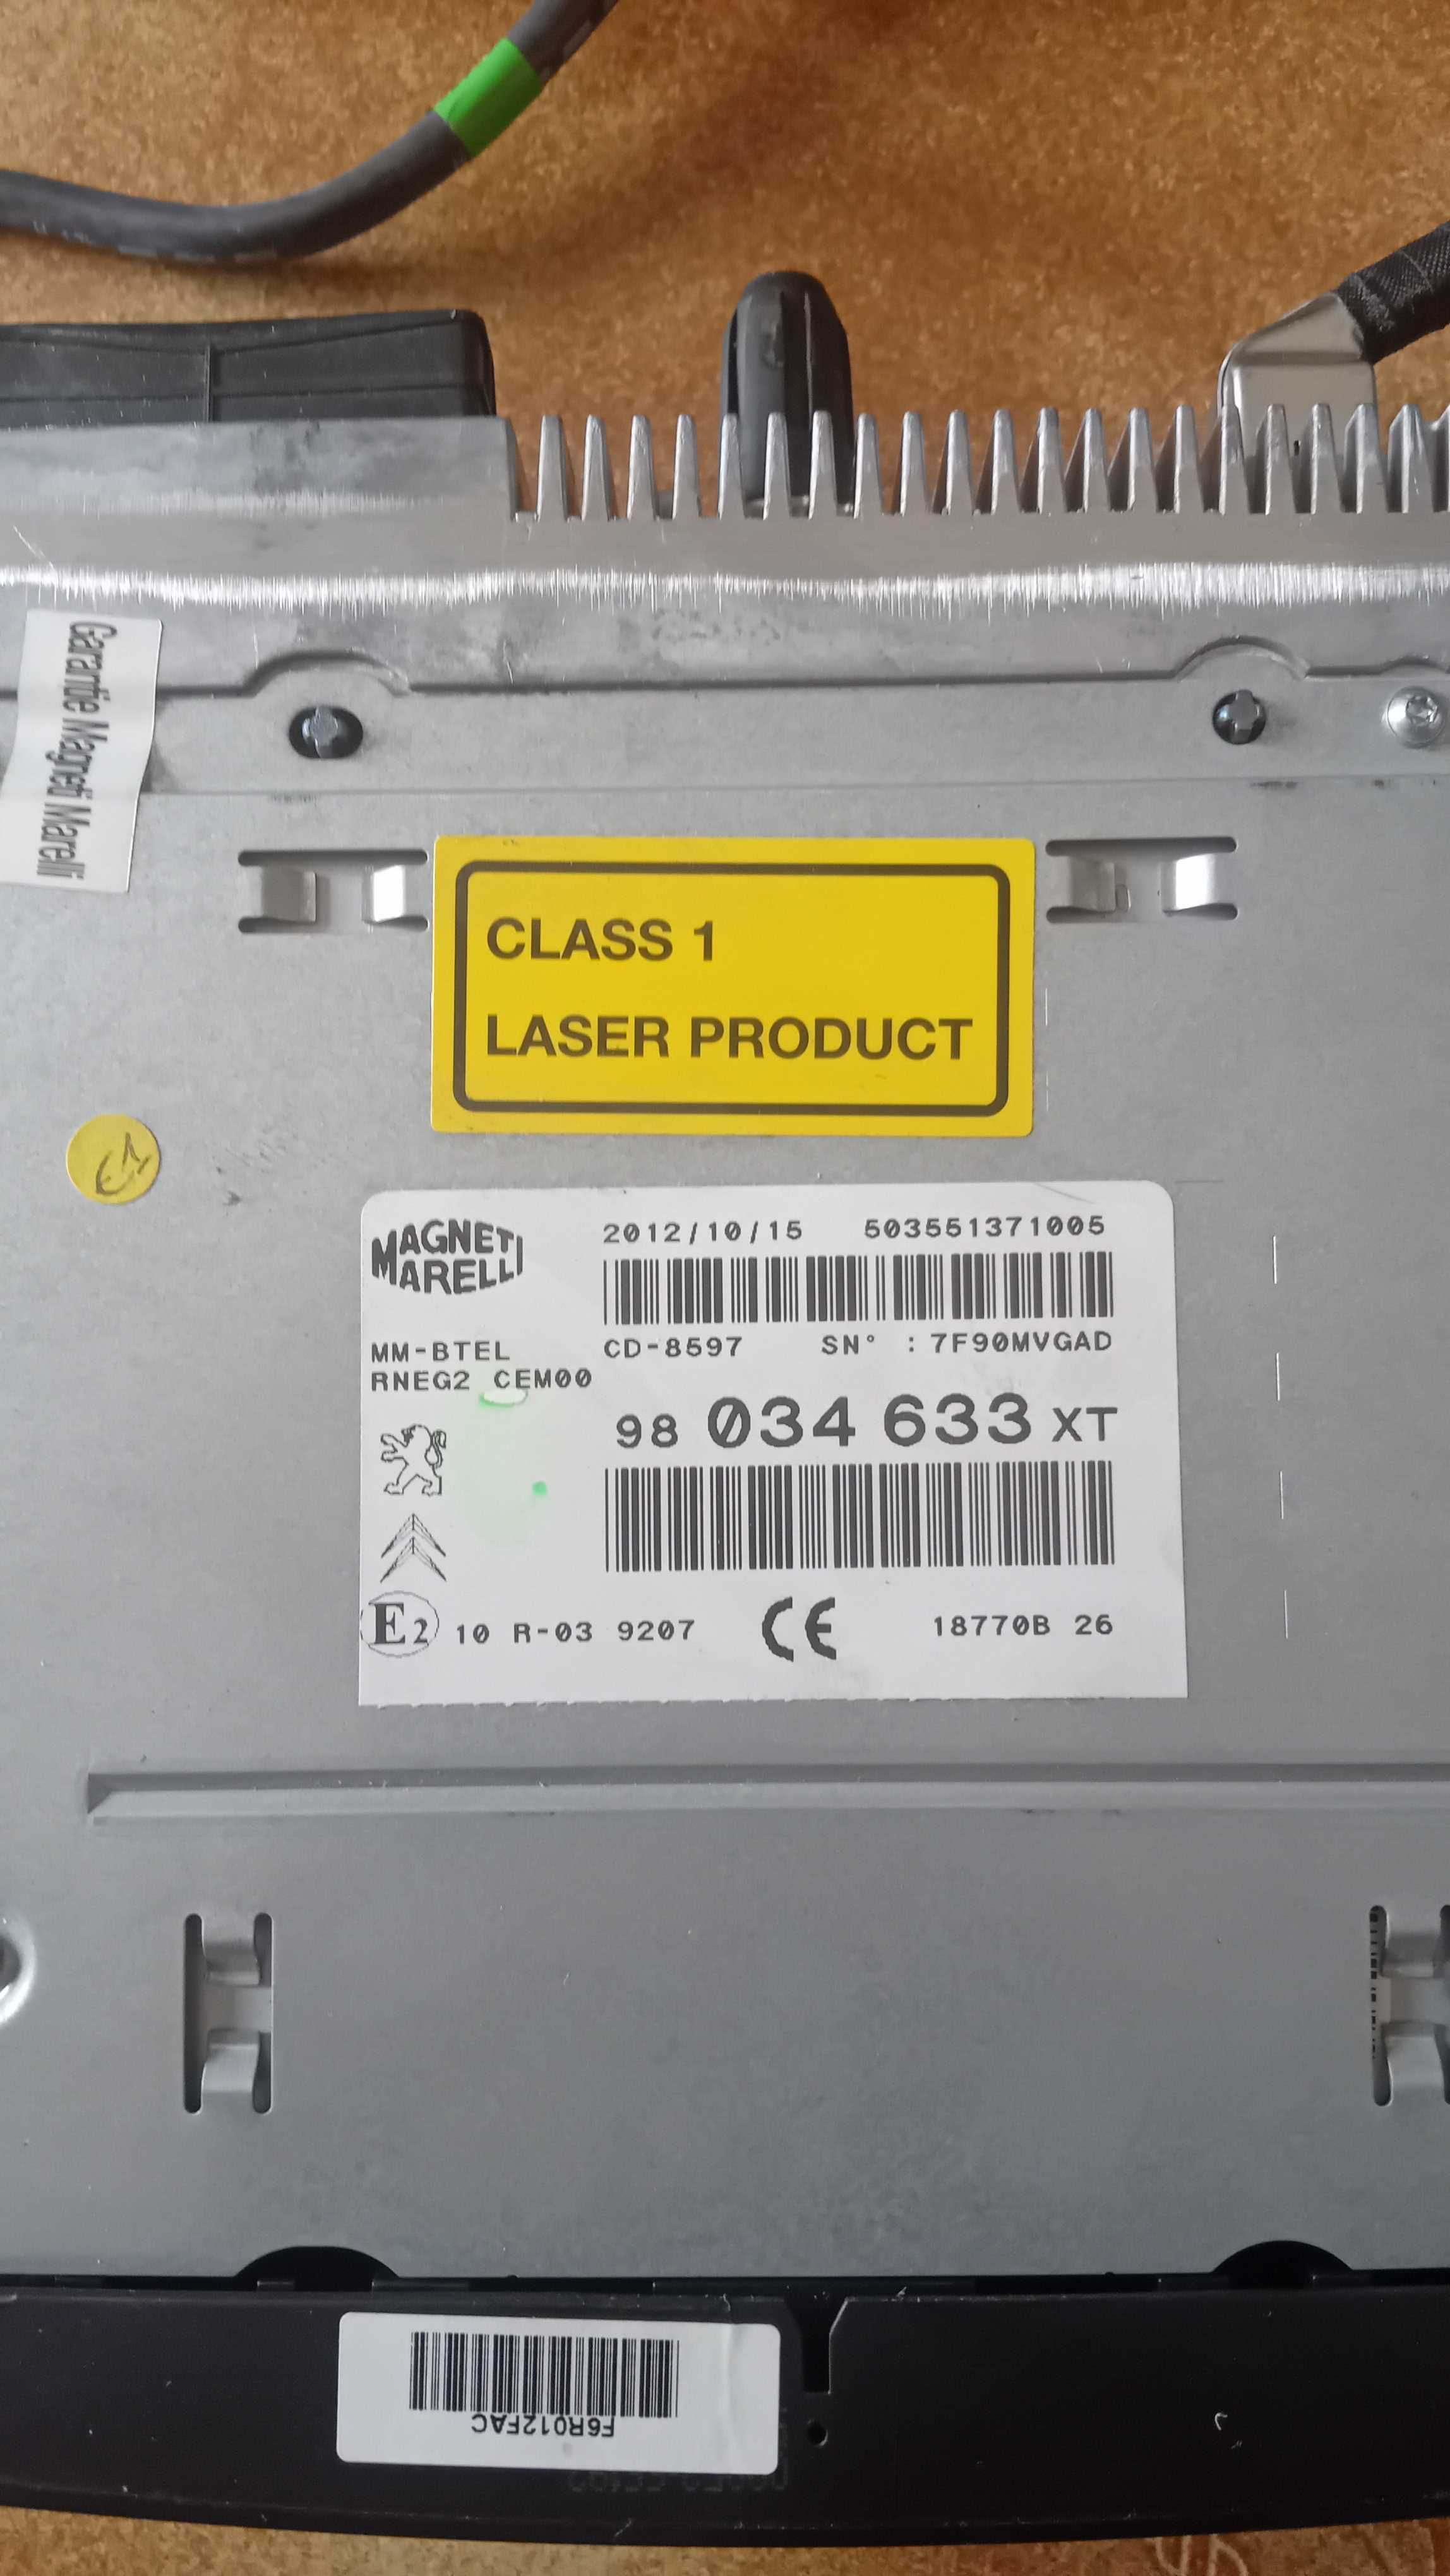 Garantie Magneti Marelli
CLASS 1
LASER PRODUCT
MAGNETI
MARELLI
2012/10/15 503551371005
MM-BTEL
RNEG2 CEM00
CD-8597 SN° : 7F90MVGAD
98 034 633 XT
E2 10 R-03 9207 CE 18770B 26
F6R012FAC